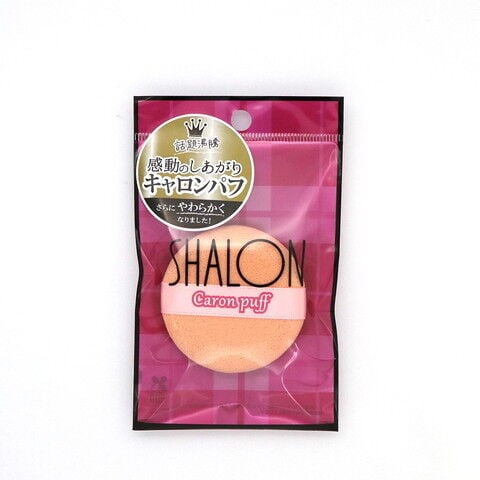 話題沸騰
感動のしあがり
キャロンパフ
さらにやわらかく
なりました!
SHALON
Caron puff